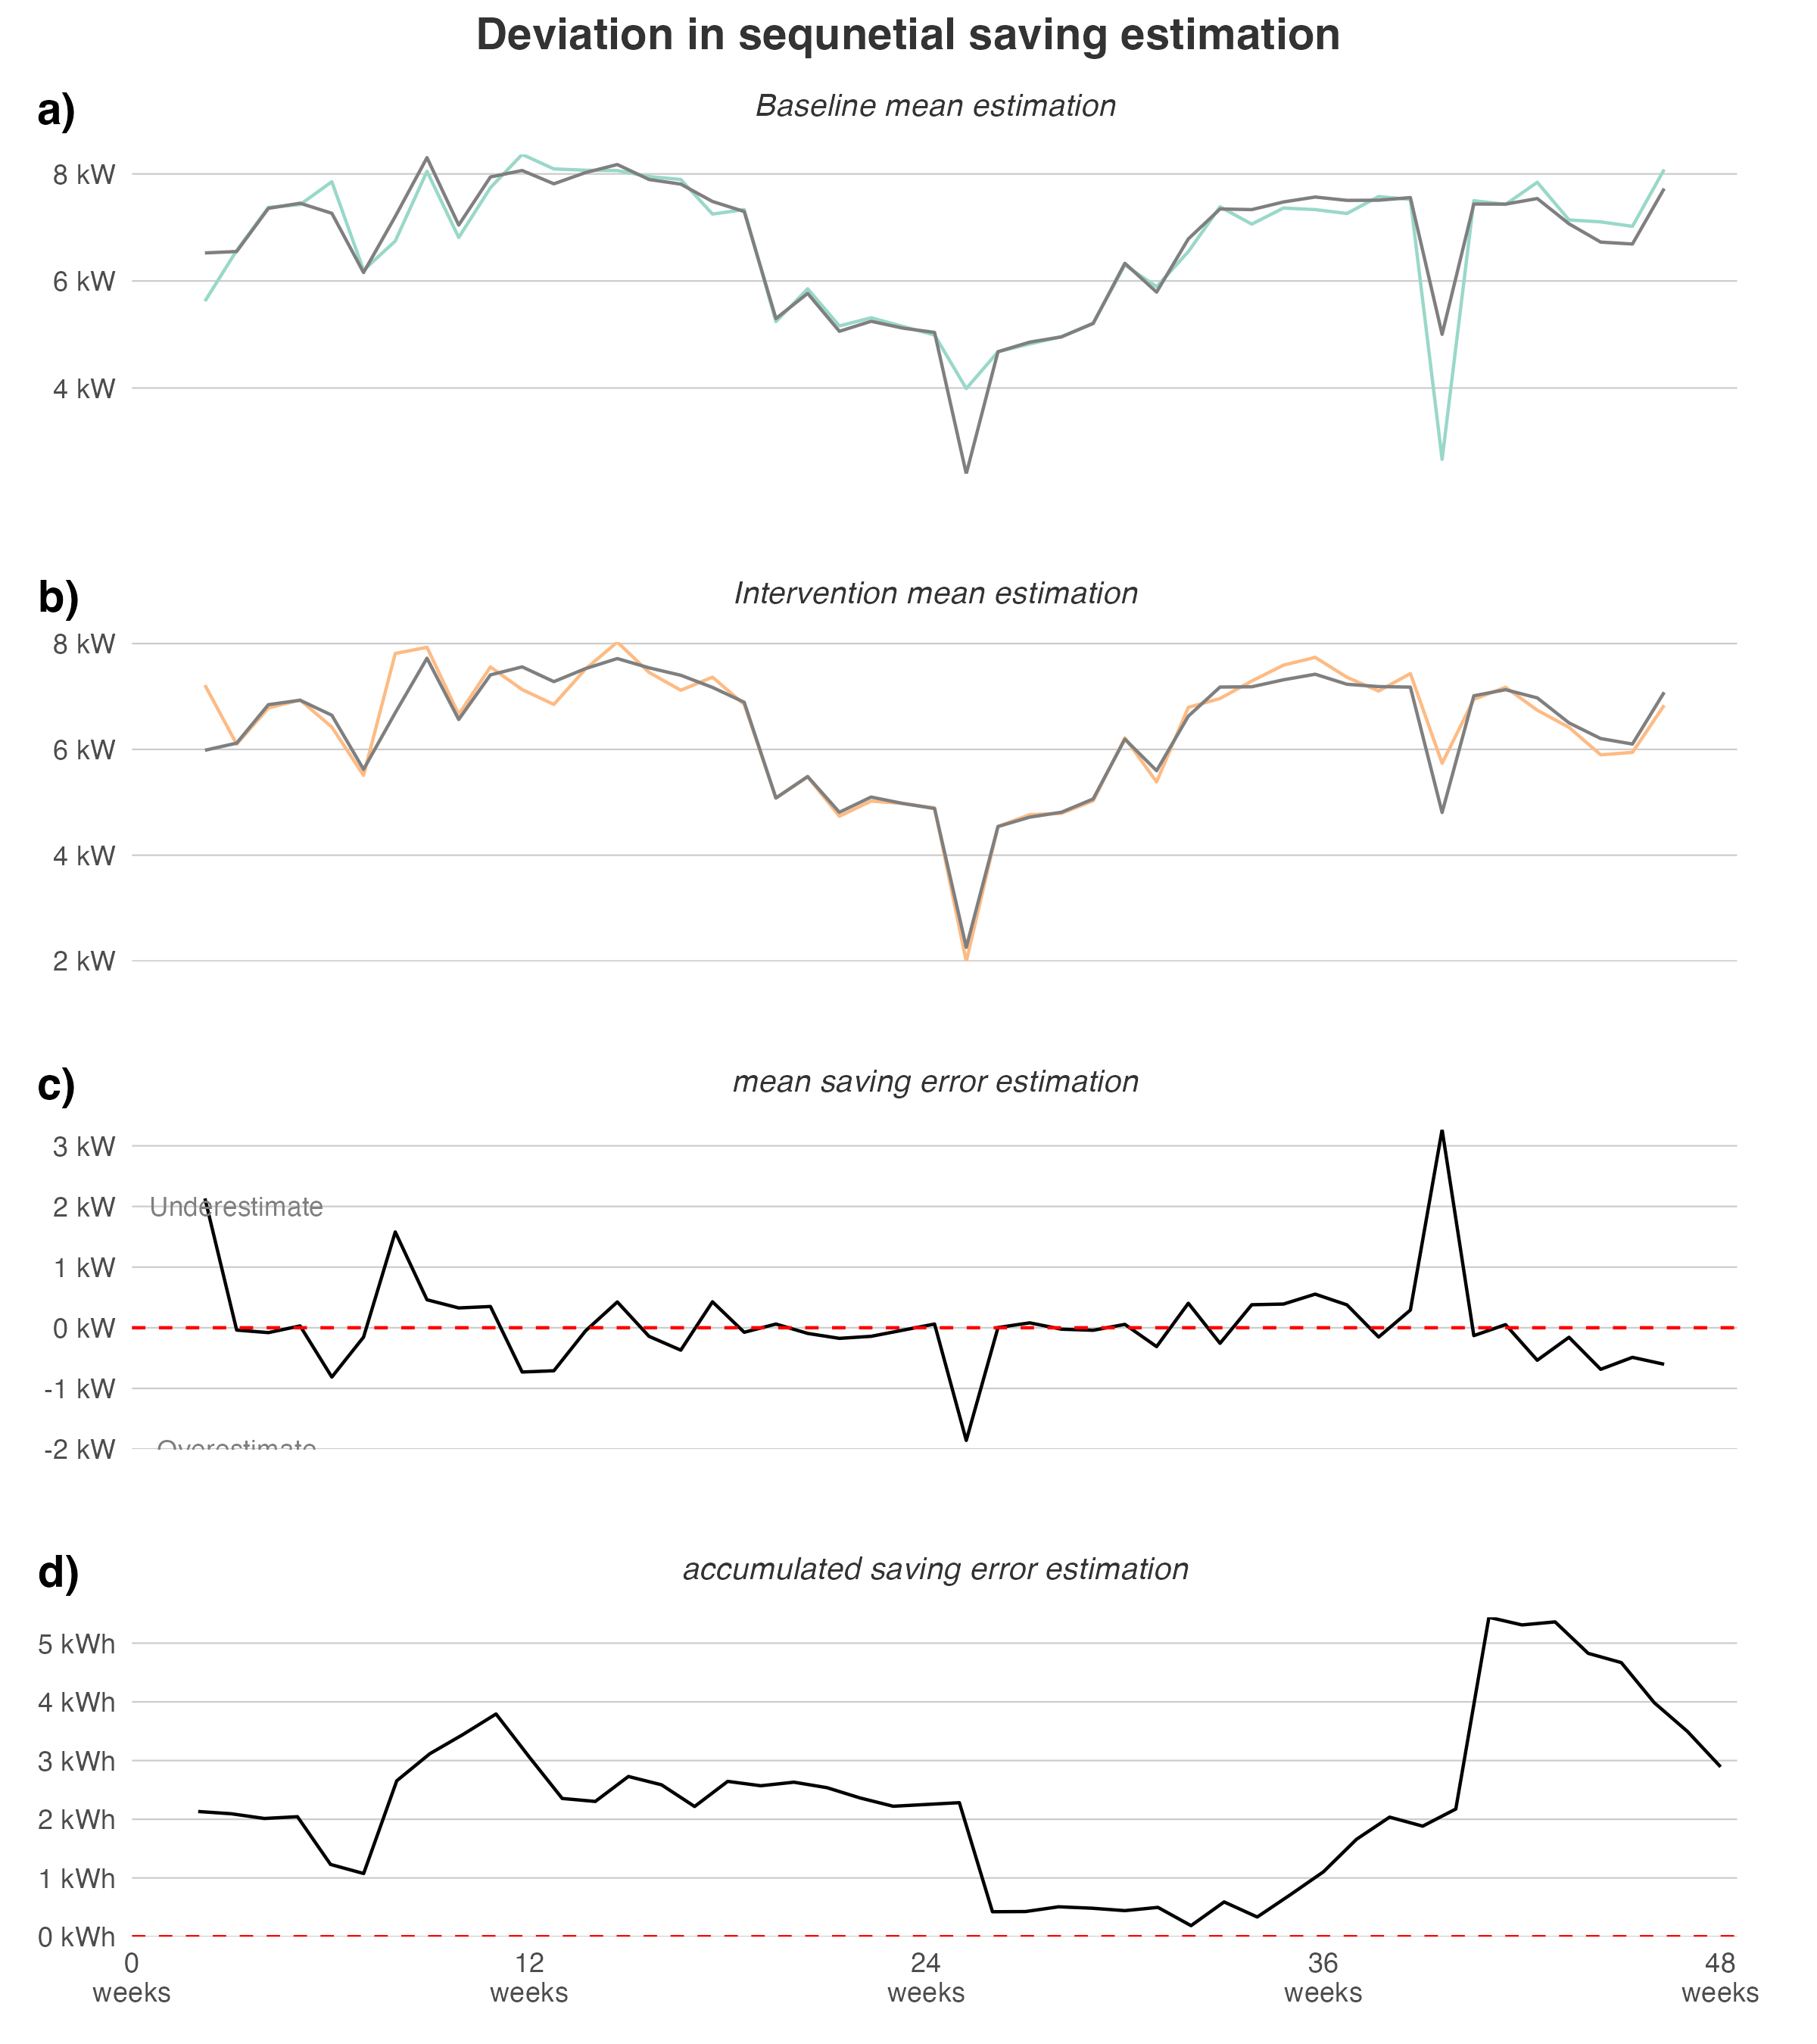 Deviation in sequnetial saving estimation
a)
Baseline mean estimation
8 kW
6 kW
4 kW
b)
Intervention mean estimation
8 kW
6 kW
4 kW
2 kW
c)
mean saving error estimation
3 kW
2 kW
Underestimate
1 kW
0 kW
-1 kW
-2 kW
Overestimate
d)
accumulated saving error estimation
5 kWh
4 kWh
3 kWh
2 kWh
1 kWh
0 kWh
0
weeks
12
weeks
24
weeks
36
weeks
48
weeks